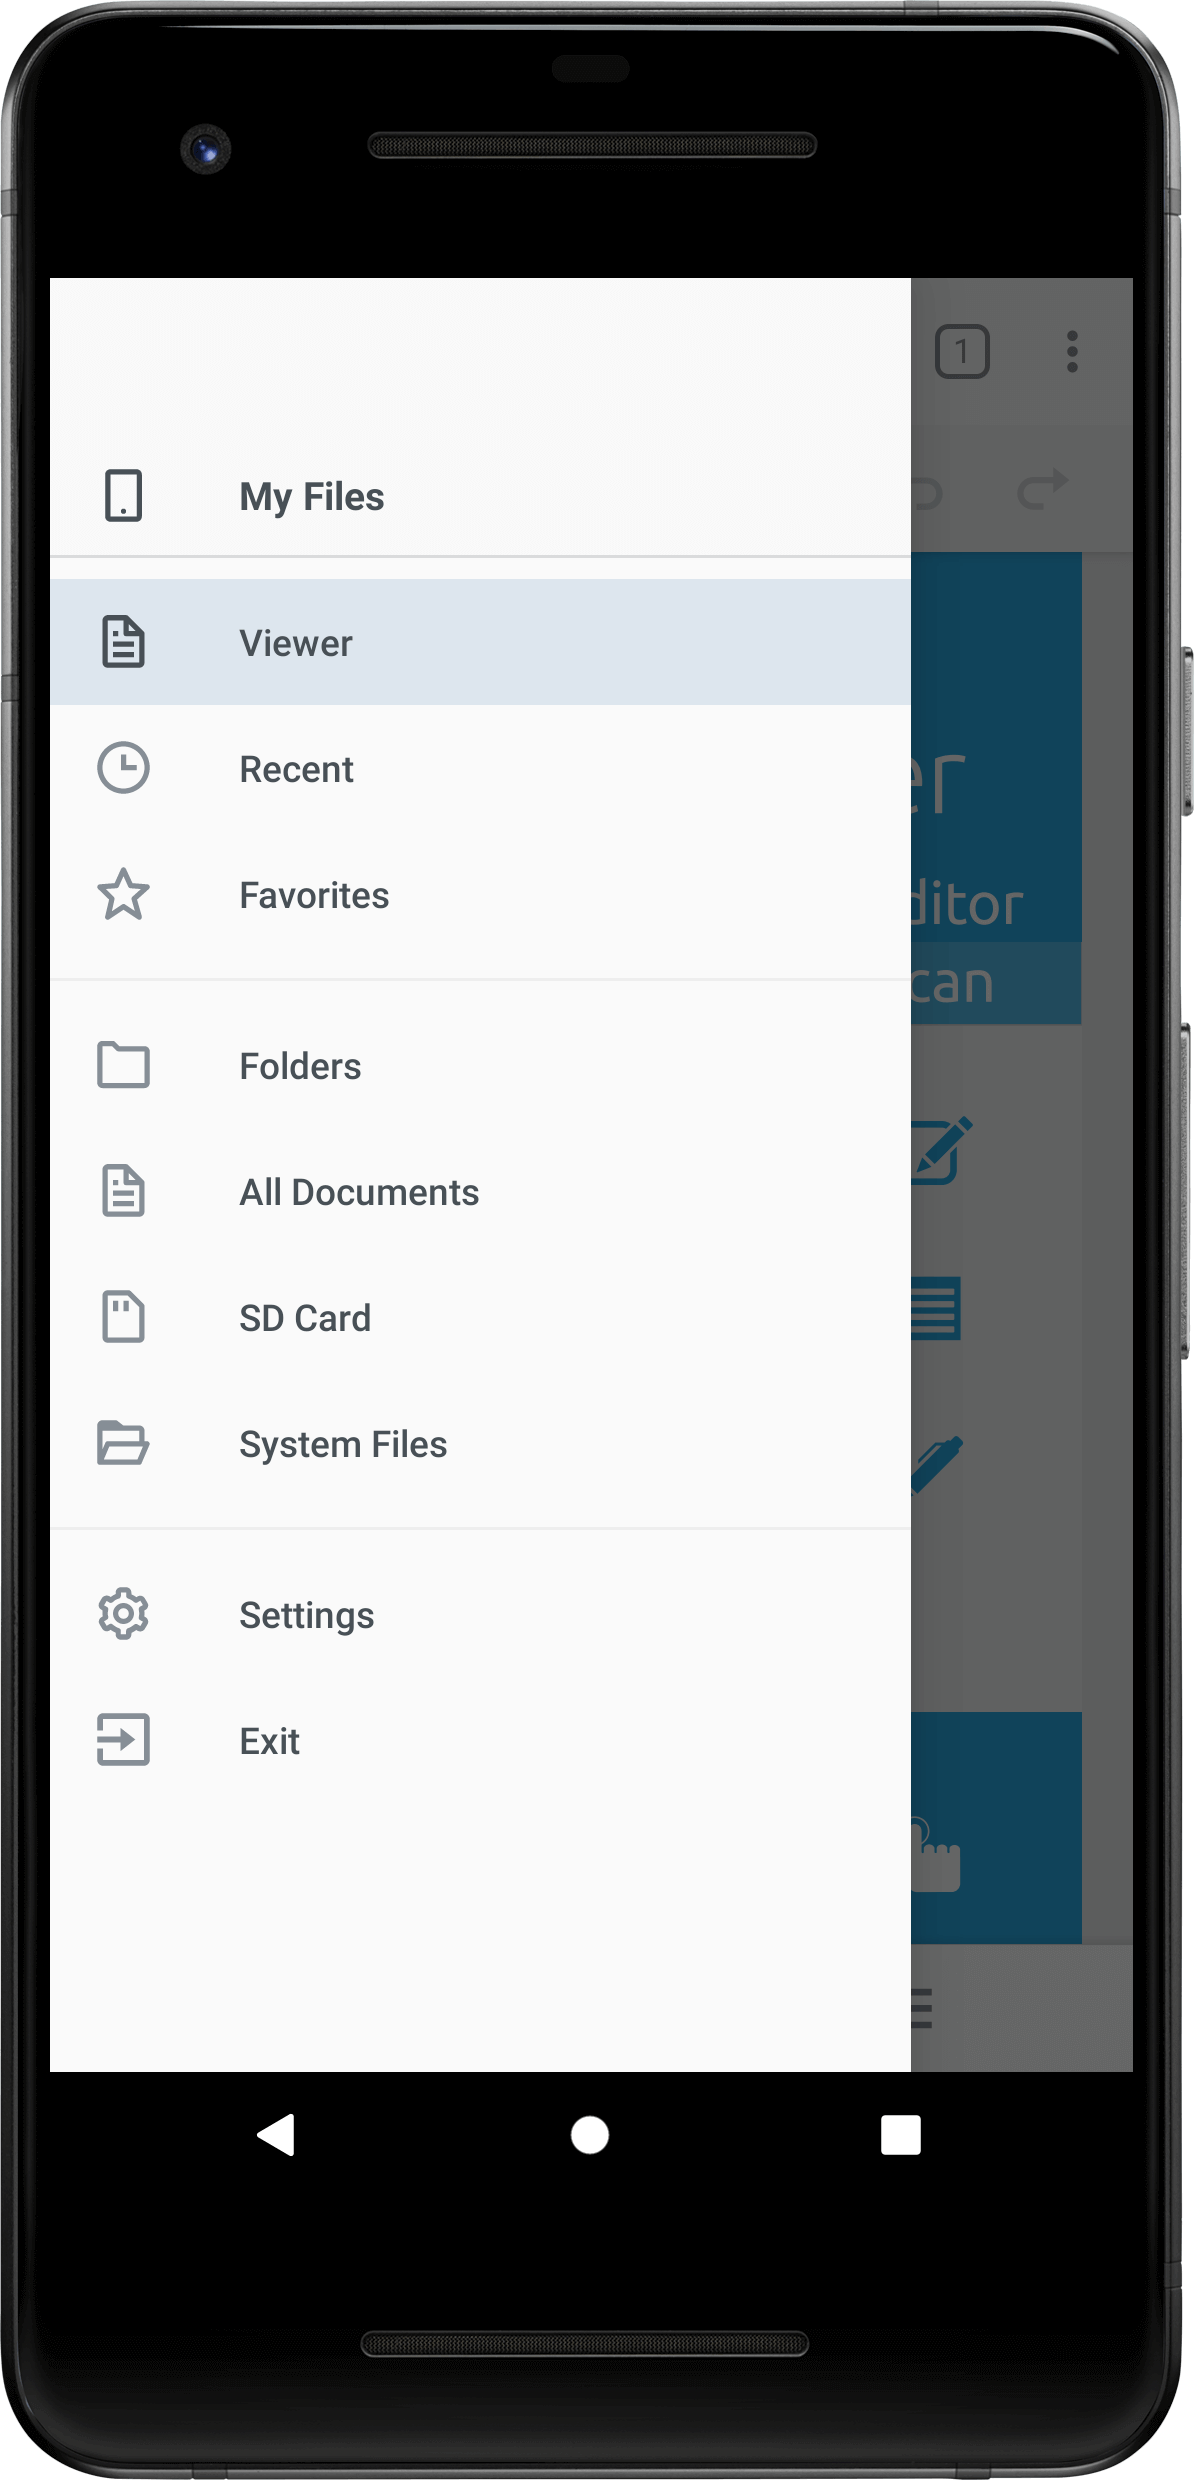 1
My Files
Viewer
Recent
Favorites
Folders
All Documents
SD Card
System Files
Settings
Exit
er
ditor
can